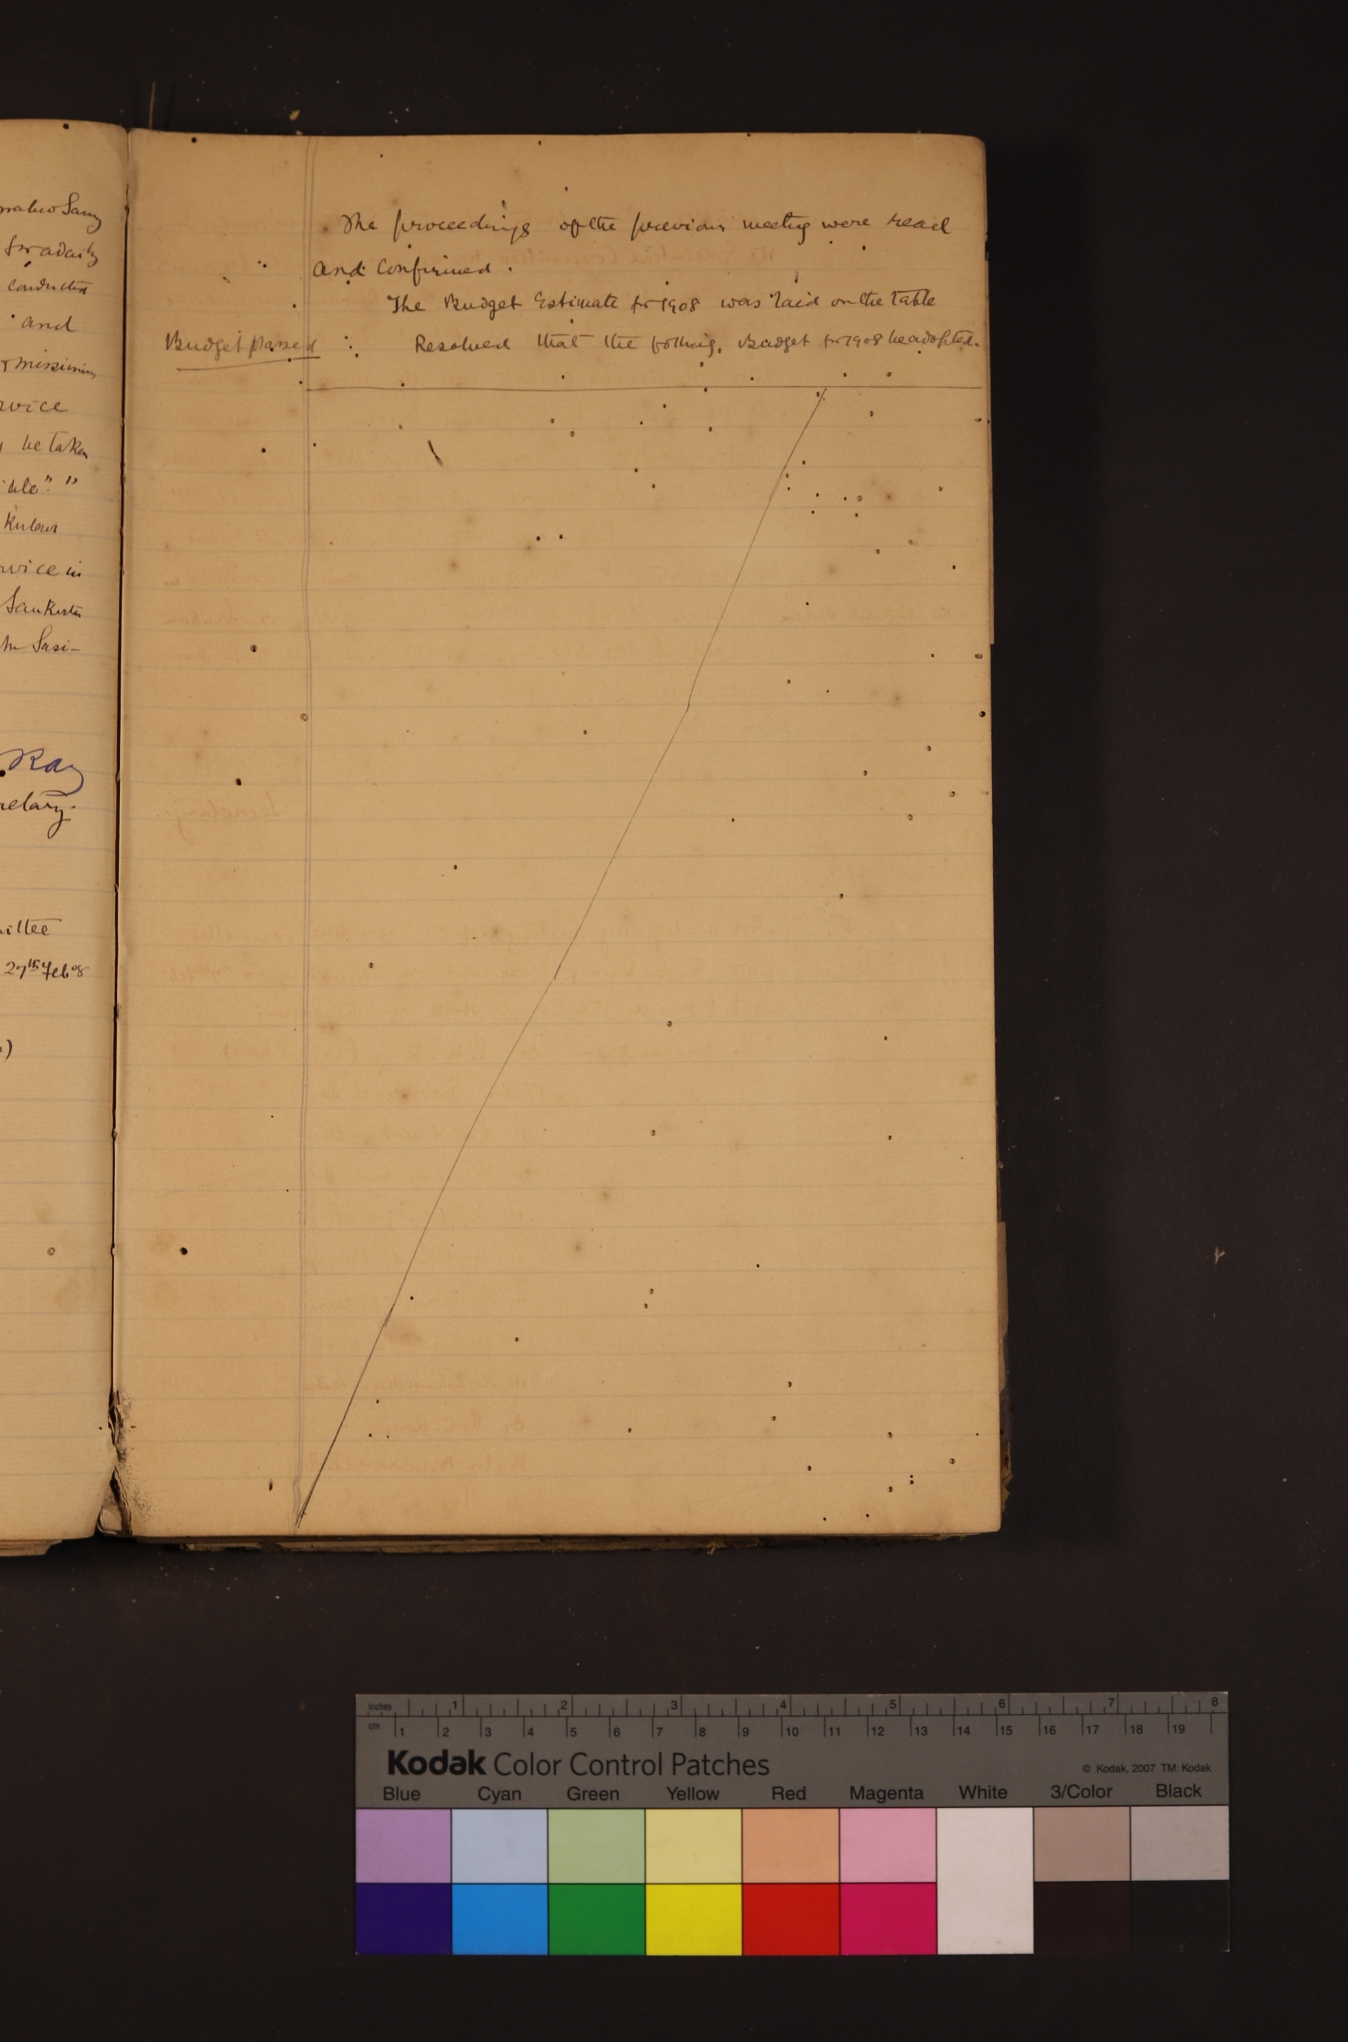 Samy
for adaily
conducted
and
missionary
service
be taken
able" "
Kirtan
service in
Sankirtan
Sasi-
Ray
Secretary.
Committee
27th Feb 08
The proceedings of the previous meeting were read
and confirmed.
The Budget Estimate for 1908 was laid on the table
Budget passed : Resolved that the following Budget for 1908 be adopted.
inches 1 2 3 4 5 6 7 8
cm 1 2 3 4 5 6 7 8 9 10 11 12 13 14 15 16 17 18 19
Kodak Color Control Patches © Kodak, 2007 TM: Kodak
Blue Cyan Green Yellow Red Magenta White 3/Color Black